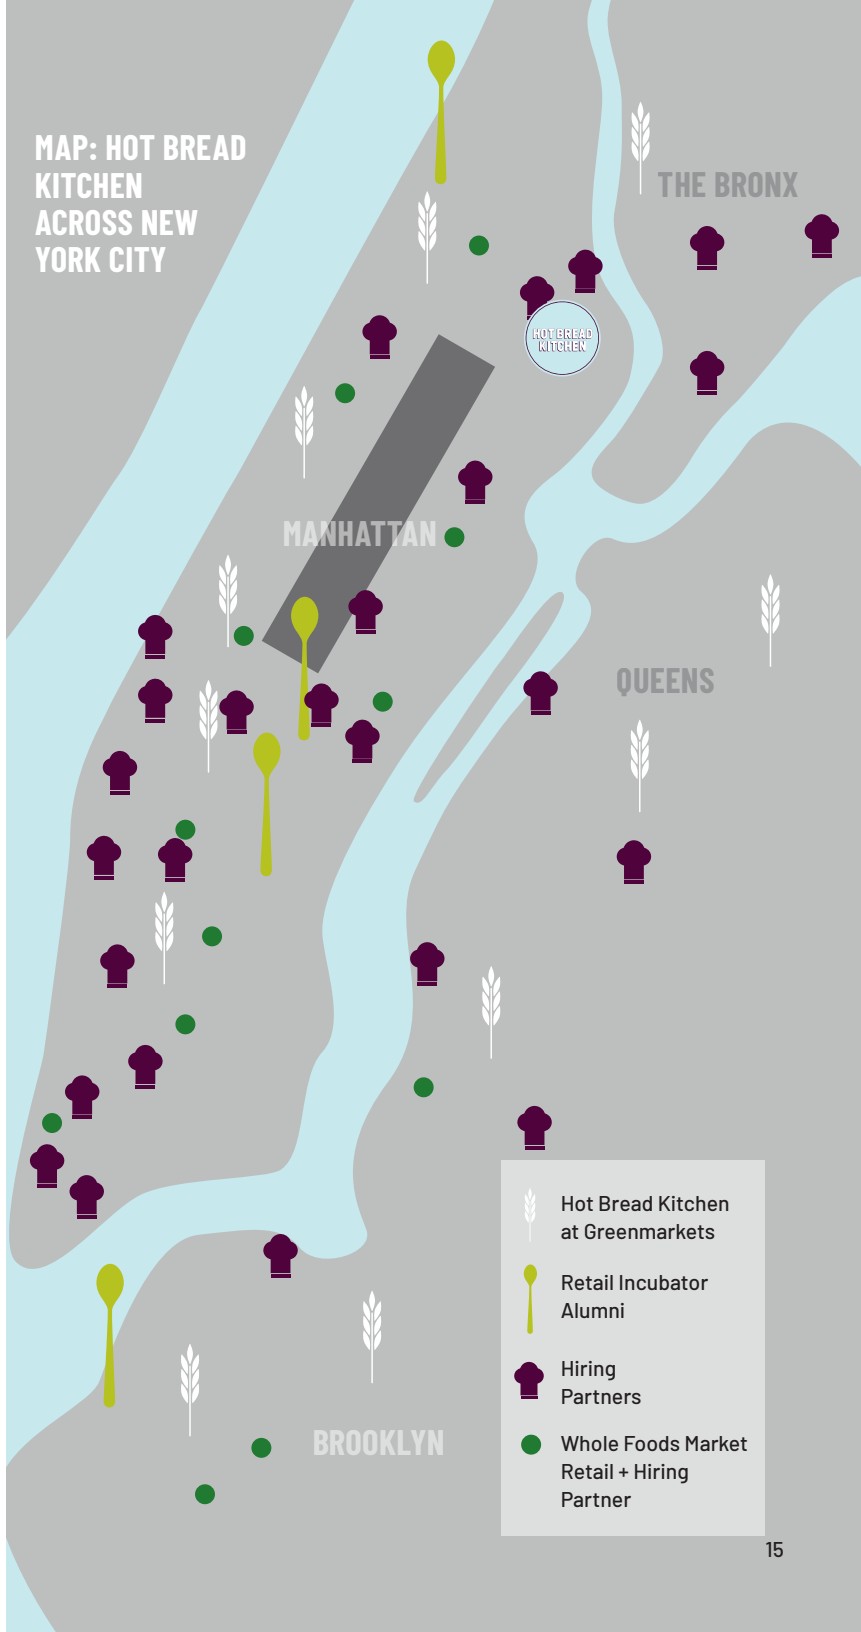 MAP: HOT BREAD
KITCHEN
ACROSS NEW
YORK CITY
THE BRONX
HOT BREAD
KITCHEN
MANHATTAN
QUEENS
Hot Bread Kitchen
at Greenmarkets
Retail Incubator
Alumni
Hiring
Partners
Whole Foods Market
Retail + Hiring
Partner
BROOKLYN
15